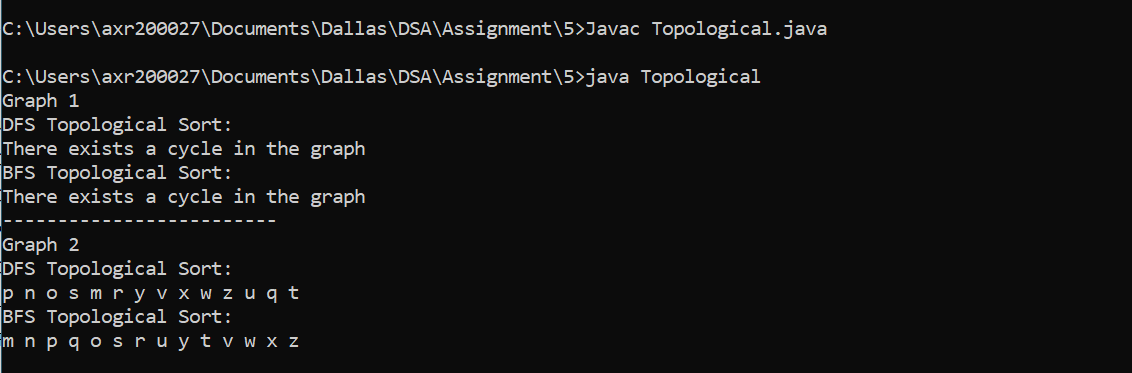 C:\Users\axr200027\Documents\Dallas\DSA\Assignment\5>Javac Topological.java
C:\Users\axr200027\Documents\Dallas\DSA\Assignment\5>java Topological
Graph 1
DFS Topological Sort:
There exists a cycle in the graph
BFS Topological Sort:
There exists a cycle in the graph
-------------------------
Graph 2
DFS Topological Sort:
p n o s m r y v x w z u q t
BFS Topological Sort:
m n p q o s r u y t v w x z